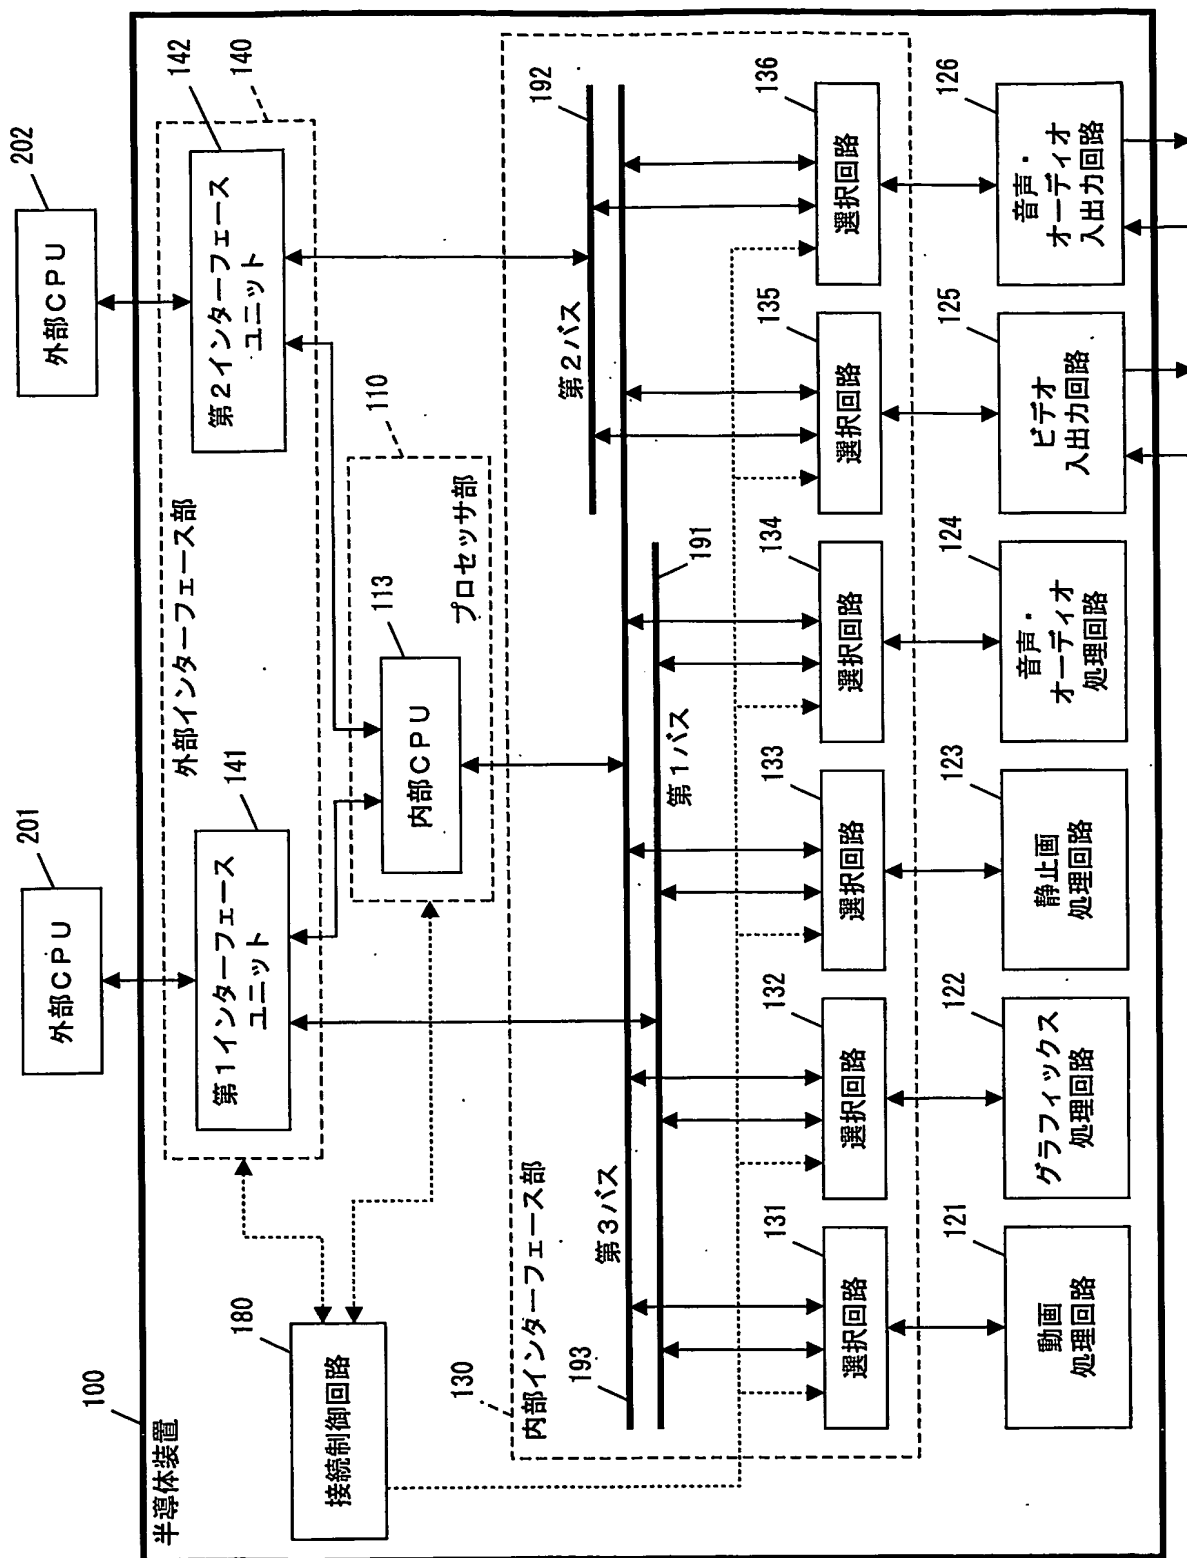 201
外部CPU
202
外部CPU
100
半導体装置
外部インターフェース部
140
141
第1インターフェース
ユニット
142
第2インターフェース
ユニット
180
接続制御回路
110
プロセッサ部
113
内部CPU
130
内部インターフェース部
193
第3バス
第1バス
191
第2バス
192
131
選択回路
132
選択回路
133
選択回路
134
選択回路
135
選択回路
136
選択回路
121
動画
処理回路
122
グラフィックス
処理回路
123
静止画
処理回路
124
音声・
オーディオ
処理回路
125
ビデオ
入出力回路
126
音声・
オーディオ
入出力回路